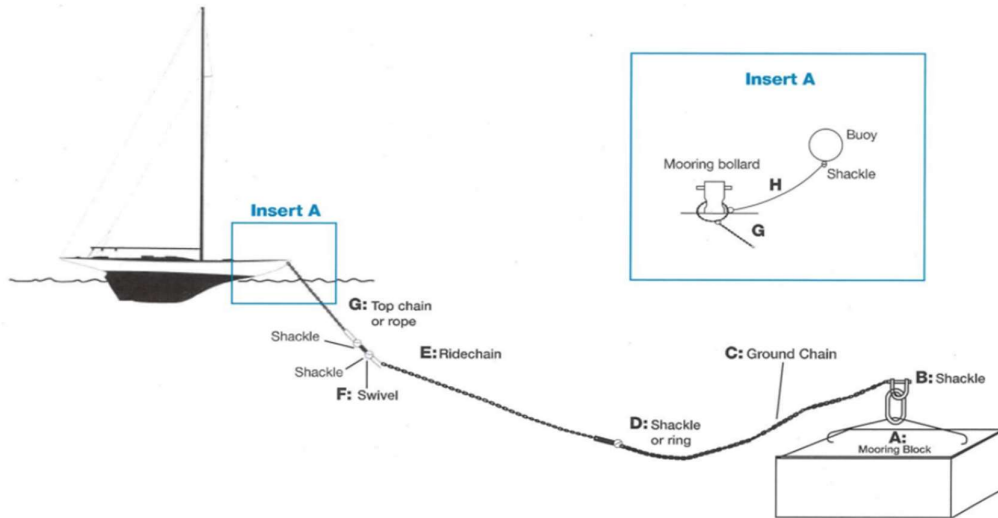 Insert A
Buoy
Mooring bollard
Shackle
H
G
Insert A
G: Top chain
or rope
Shackle
E: Ridechain
Shackle
F: Swivel
C: Ground Chain
B: Shackle
D: Shackle
or ring
A:
Mooring Block